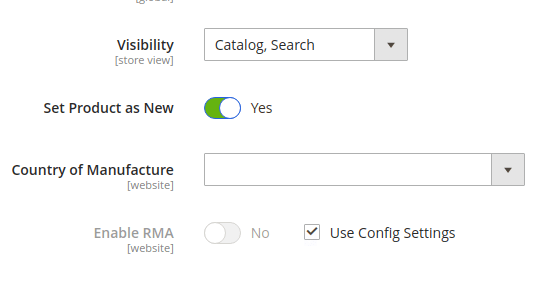 [global]
Visibility
[store view]
Catalog, Search
Set Product as New
Yes
Country of Manufacture
[website]
Enable RMA
[website]
No
Use Config Settings